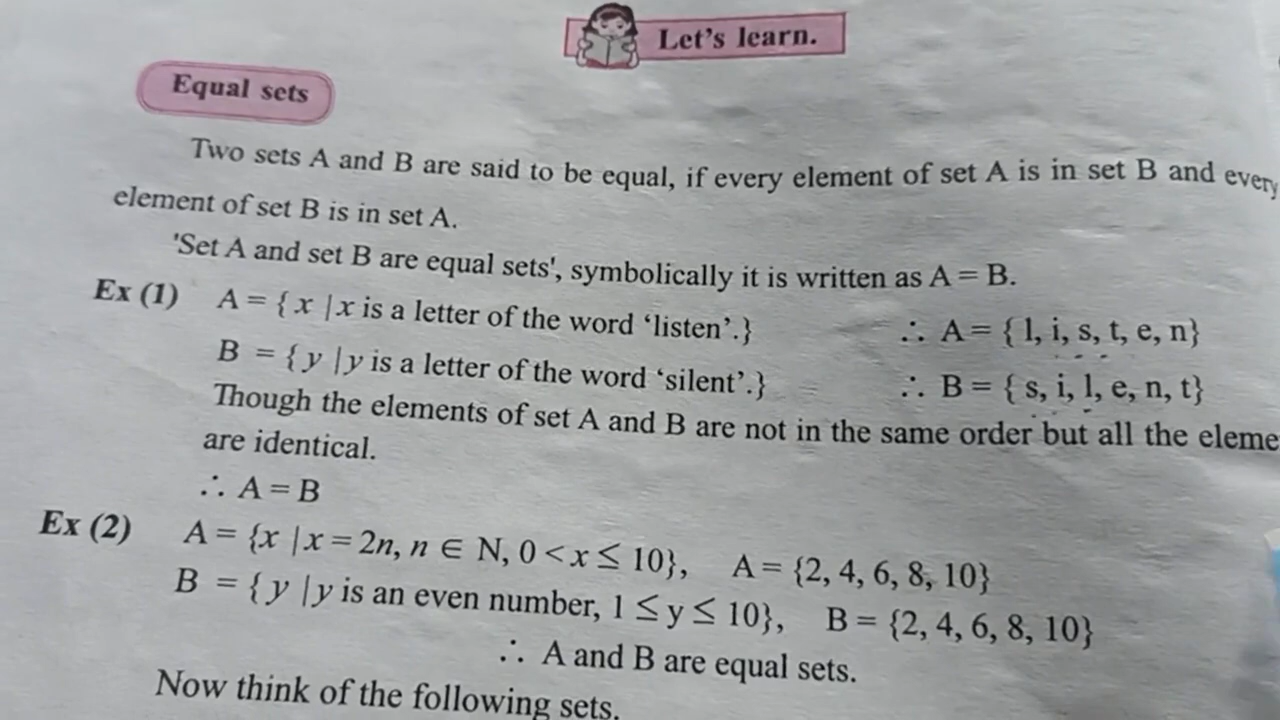 Let's learn.
Equal sets
Two sets A and B are said to be equal, if every element of set A is in set B and every
element of set B is in set A.
'Set A and set B are equal sets', symbolically it is written as A = B.
Ex (1) A = { x | x is a letter of the word ‘listen’.} ∴ A = { l, i, s, t, e, n}
B = { y | y is a letter of the word ‘silent’.} ∴ B = { s, i, l, e, n, t}
Though the elements of set A and B are not in the same order but all the eleme
are identical.
∴ A = B
Ex (2) A = {x | x = 2n, n ∈ N, 0 < x ≤ 10}, A = {2, 4, 6, 8, 10}
B = { y | y is an even number, 1 ≤ y ≤ 10}, B = {2, 4, 6, 8, 10}
∴ A and B are equal sets.
Now think of the following sets.